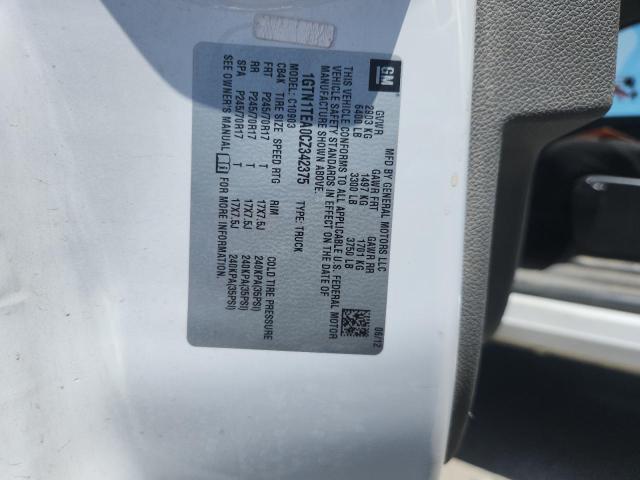 GM
MFD BY GENERAL MOTORS LLC
GVWR GAWR FRT GAWR RR
2903 KG 1497 KG 1701 KG
6400 LB 3300 LB 3750 LB
THIS VEHICLE CONFORMS TO ALL APPLICABLE U.S. FEDERAL MOTOR
VEHICLE SAFETY STANDARDS IN EFFECT ON THE DATE OF
MANUFACTURE SHOWN ABOVE.
06/12
1GTN1TEA0CZ342375 TYPE: TRUCK
MODEL: C10903
CB4K TIRE SIZE SPEED RTG RIM COLD TIRE PRESSURE
FRT P245/70R17 T 17X7.5J 240KPA(35PSI)
RR P245/70R17 T 17X7.5J 240KPA(35PSI)
SPA P245/70R17 T 17X7.5J 240KPA(35PSI)
SEE OWNER'S MANUAL FOR MORE INFORMATION.